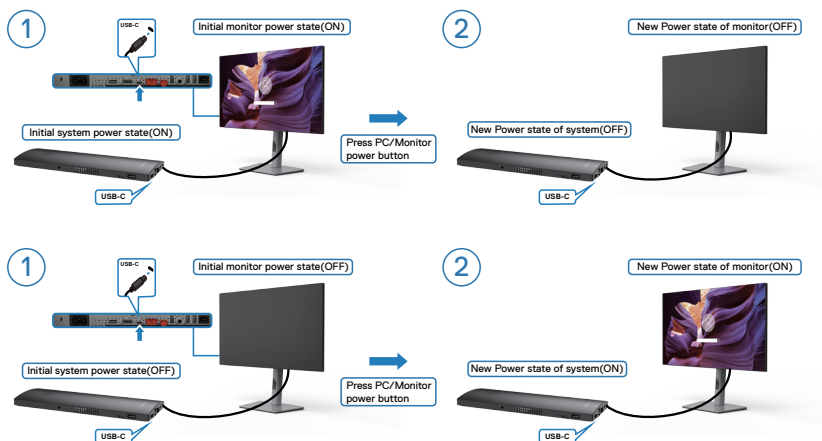 1
USB-C
Initial monitor power state(ON)
Initial system power state(ON)
USB-C
Press PC/Monitor
power button
2
New Power state of monitor(OFF)
New Power state of system(OFF)
USB-C
1
USB-C
Initial monitor power state(OFF)
Initial system power state(OFF)
USB-C
Press PC/Monitor
power button
2
New Power state of monitor(ON)
New Power state of system(ON)
USB-C